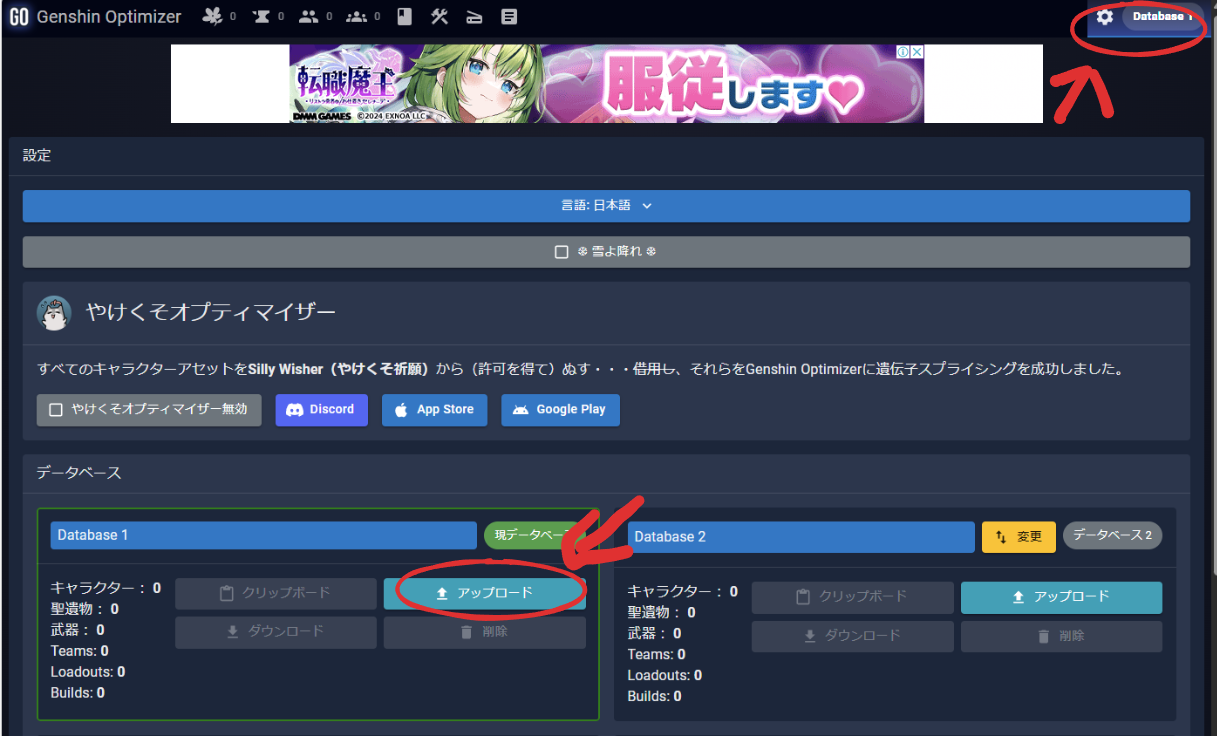 GO Genshin Optimizer 0 0 0 0 Database 1
転職魔王
服従します♡
DMM GAMES ©2024 EXNOA LLC
設定
言語: 日本語
❄ 雪よ降れ ❄
やけくそオプティマイザー
すべてのキャラクターアセットをSilly Wisher（やけくそ祈願）から（許可を得て）ぬす・・・借用し、それらをGenshin Optimizerに遺伝子スプライシングを成功しました。
やけくそオプティマイザー無効 Discord App Store Google Play
データベース
Database 1 現データベース
キャラクター： 0 クリップボード アップロード
聖遺物： 0
武器： 0 ダウンロード 削除
Teams: 0
Loadouts: 0
Builds: 0
Database 2 変更 データベース 2
キャラクター： 0 クリップボード アップロード
聖遺物： 0
武器： 0 ダウンロード 削除
Teams: 0
Loadouts: 0
Builds: 0